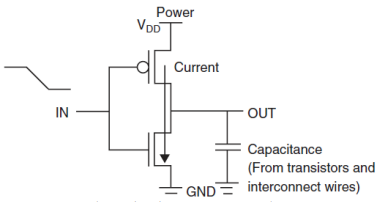 Power
VDD
Current
IN
OUT
Capacitance
(From transistors and
interconnect wires)
GND